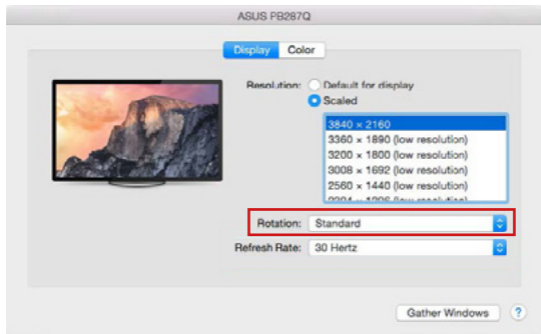 ASUS PB287Q
Display Color
Resolution: Default for display
Scaled
3840 × 2160
3360 × 1890 (low resolution)
3200 × 1800 (low resolution)
3008 × 1692 (low resolution)
2560 × 1440 (low resolution)
Rotation: Standard
Refresh Rate: 30 Hertz
Gather Windows ?